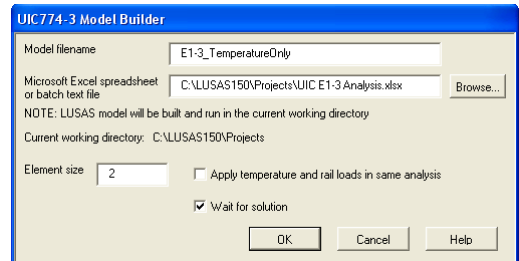 UIC774-3 Model Builder
Model filename
E1-3_TemperatureOnly
Microsoft Excel spreadsheet
or batch text file
C:\LUSAS150\Projects\UIC E1-3 Analysis.xlsx
Browse...
NOTE: LUSAS model will be built and run in the current working directory
Current working directory: C:\LUSAS150\Projects
Element size
2
Apply temperature and rail loads in same analysis
Wait for solution
OK
Cancel
Help